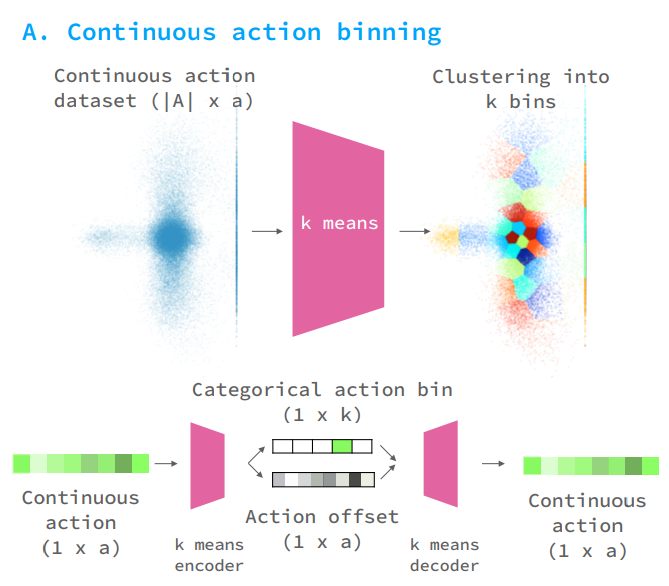 A. Continuous action binning
Continuous action
dataset (|A| x a)
Clustering into
k bins
k means
Categorical action bin
(1 x k)
Continuous
action
(1 x a)
k means
encoder
Action offset
(1 x a)
k means
decoder
Continuous
action
(1 x a)